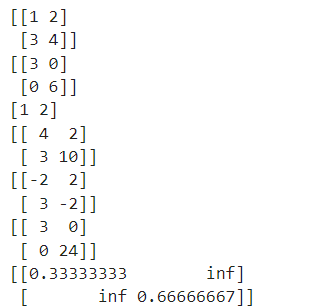 [[1 2]
 [3 4]]
[[3 0]
 [0 6]]
[1 2]
[[ 4  2]
 [ 3 10]]
[[-2  2]
 [ 3 -2]]
[[ 3  0]
 [ 0 24]]
[[0.33333333        inf]
 [       inf 0.66666667]]